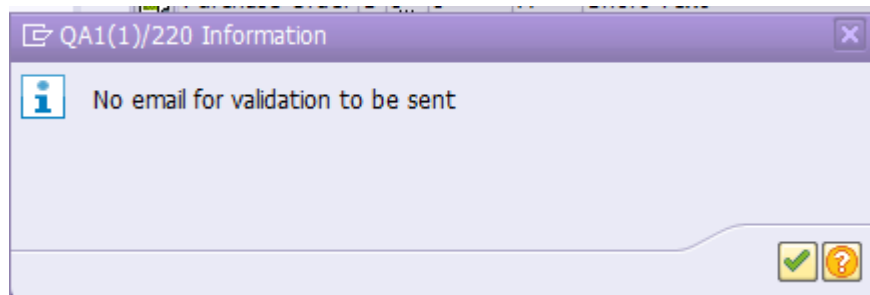 QA1(1)/220 Information
No email for validation to be sent